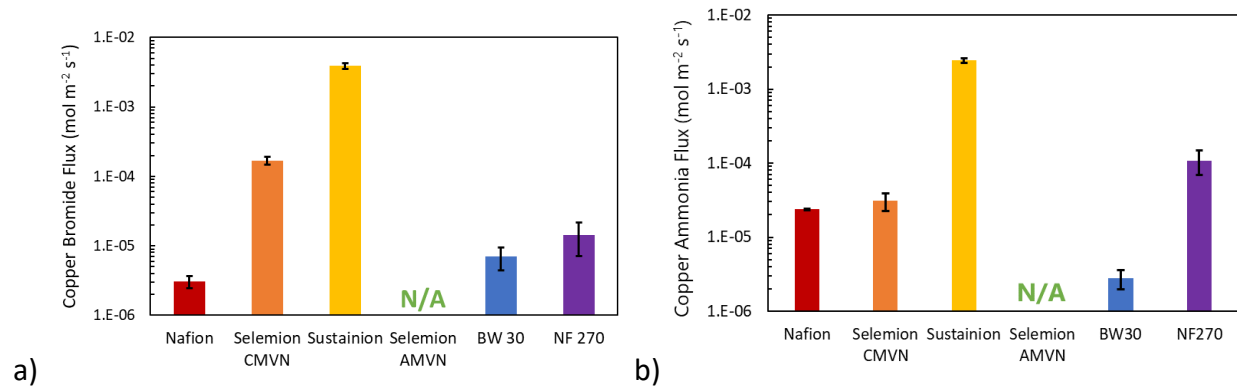 Copper Bromide Flux (mol m⁻² s⁻¹)
1.E-02
1.E-03
1.E-04
1.E-05
1.E-06
N/A
Nafion
Selemion
CMVN
Sustainion
Selemion
AMVN
BW 30
NF 270
a)
Copper Ammonia Flux (mol m⁻² s⁻¹)
1.E-02
1.E-03
1.E-04
1.E-05
1.E-06
N/A
Nafion
Selemion
CMVN
Sustainion
Selemion
AMVN
BW30
NF270
b)